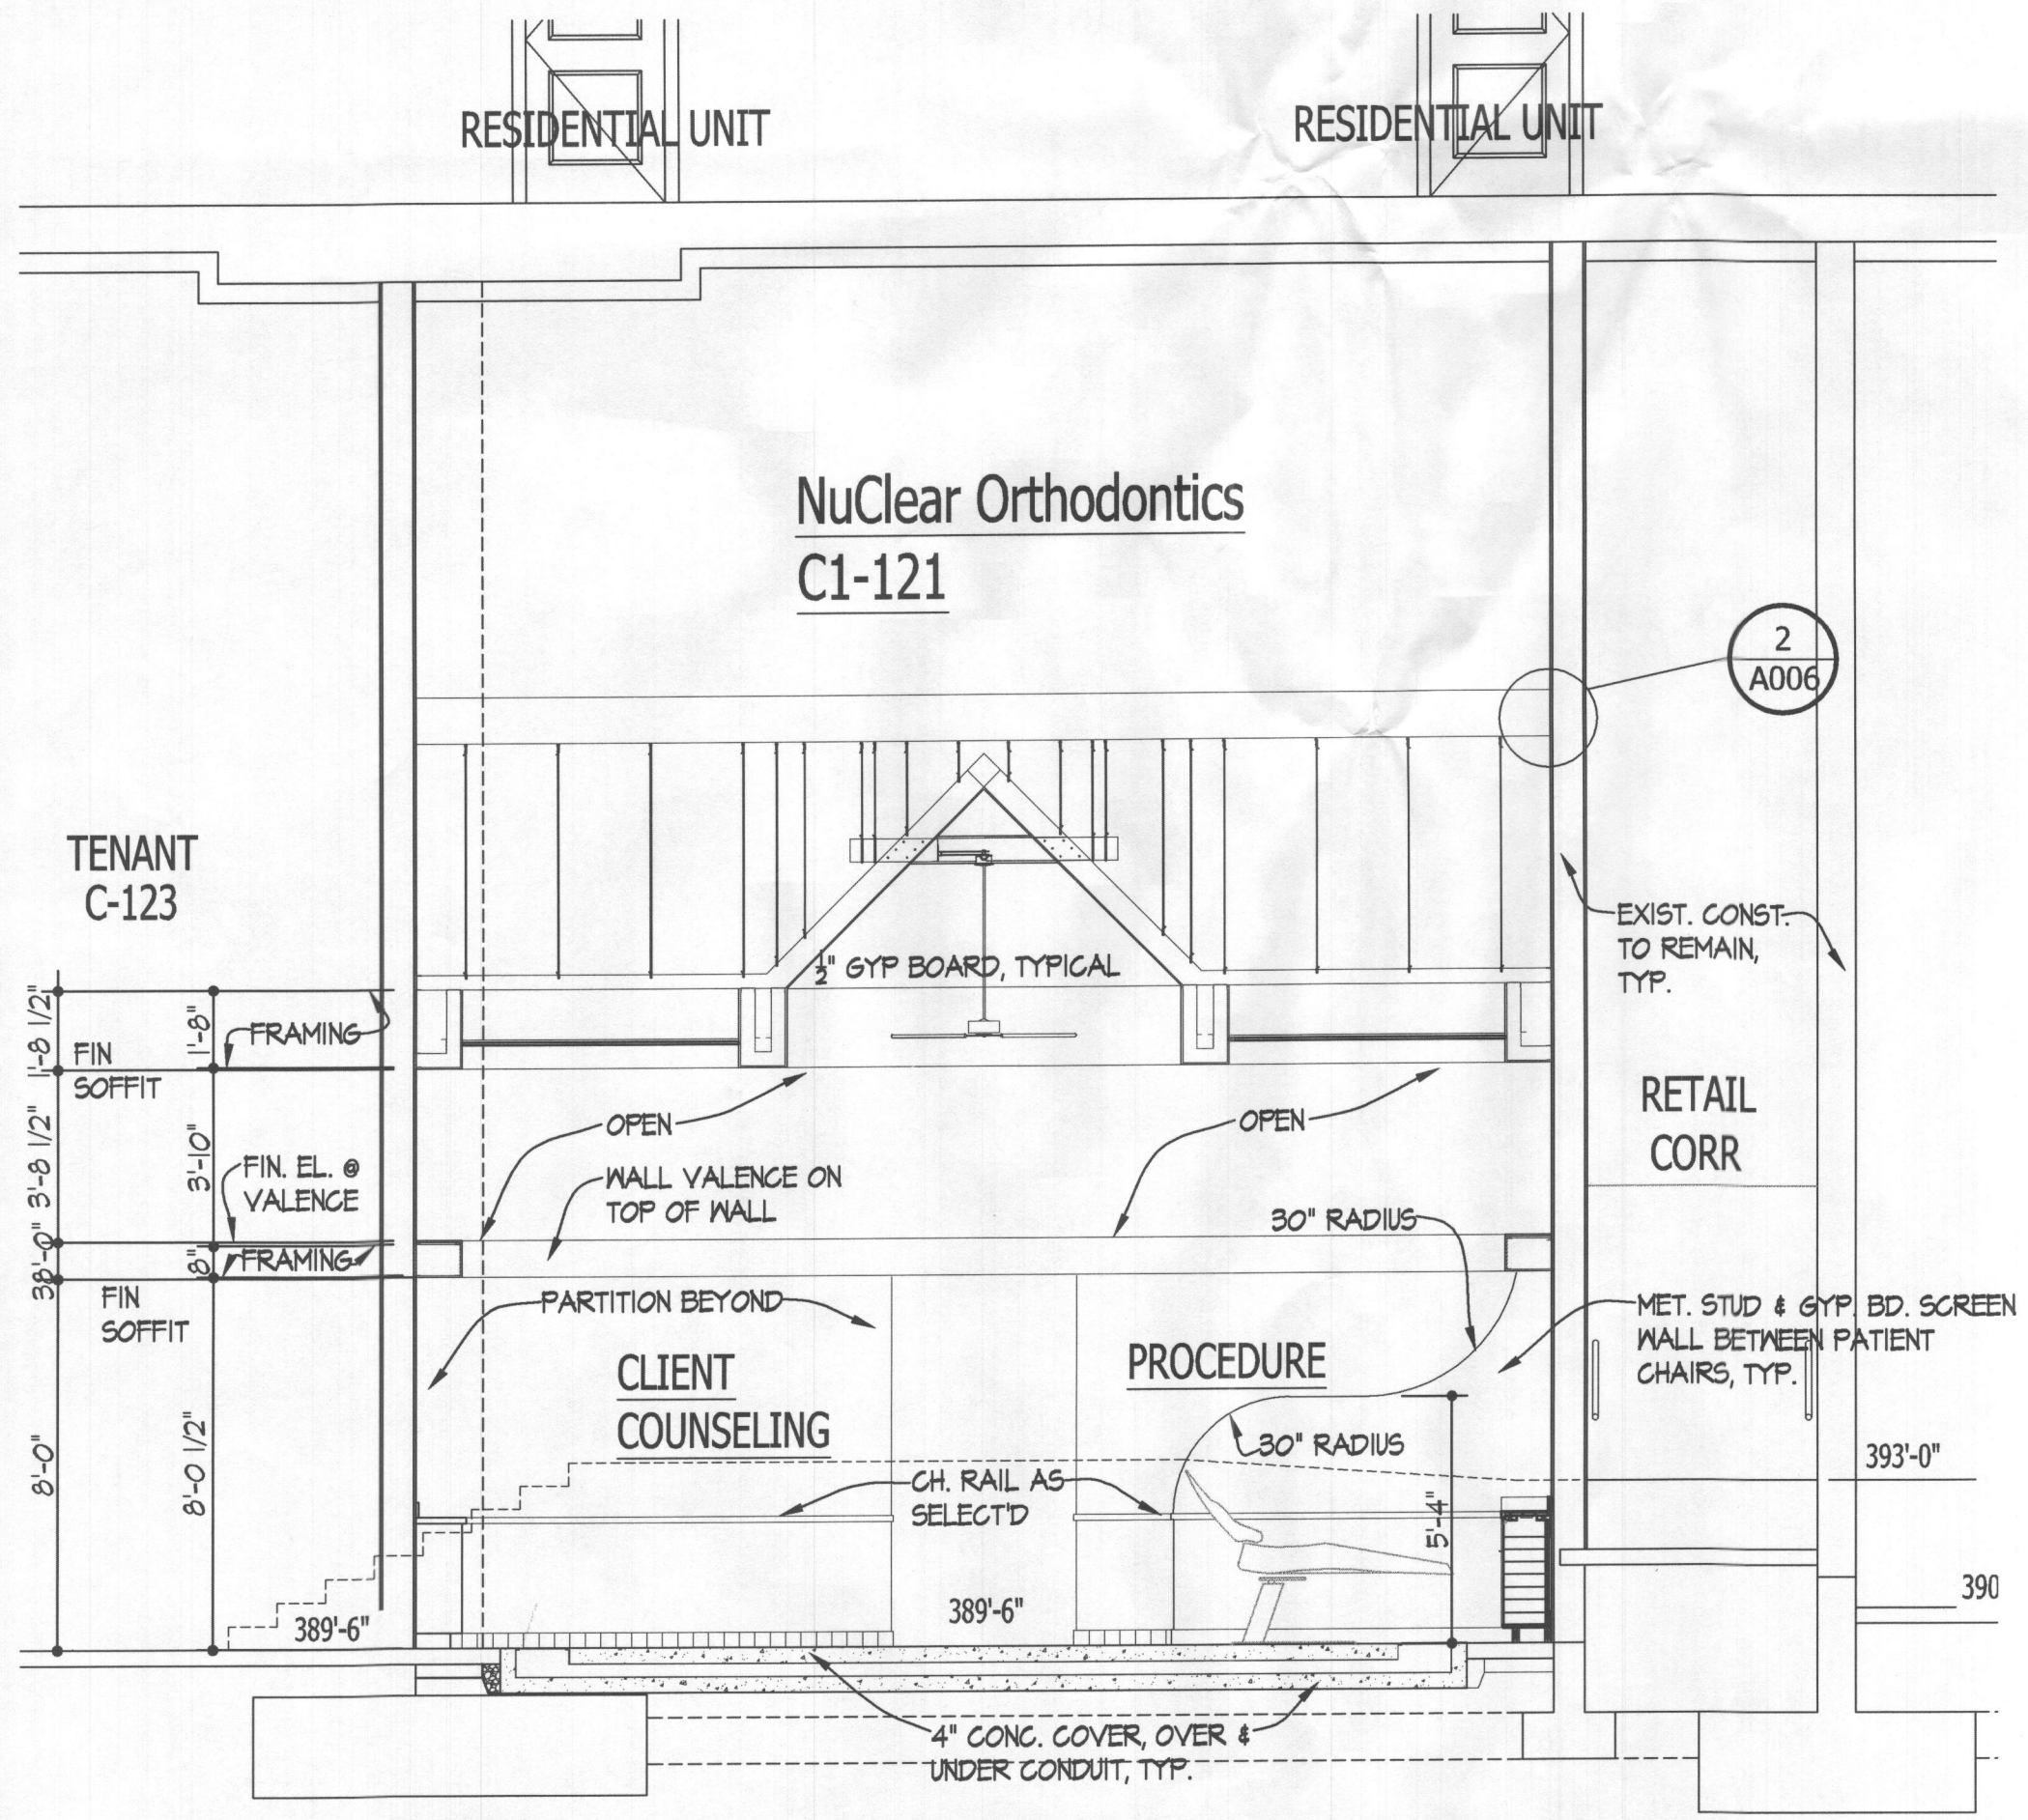 RESIDENTIAL UNIT
RESIDENTIAL UNIT
NuClear Orthodontics
C1-121
2
A006
TENANT
C-123
EXIST. CONST.
TO REMAIN,
TYP.
1/2" GYP BOARD, TYPICAL
1'-8 1/2"
1'-8"
FRAMING
FIN
SOFFIT
RETAIL
CORR
OPEN
OPEN
3'-8 1/2"
3'-10"
FIN. EL. @
VALENCE
WALL VALENCE ON
TOP OF WALL
30" RADIUS
8"
FRAMING
FIN
SOFFIT
PARTITION BEYOND
MET. STUD & GYP. BD. SCREEN
WALL BETWEEN PATIENT
CHAIRS, TYP.
CLIENT
COUNSELING
PROCEDURE
30" RADIUS
8'-0"
8'-0 1/2"
393'-0"
CH. RAIL AS
SELECT'D
5'-4"
390
389'-6"
389'-6"
4" CONC. COVER, OVER &
UNDER CONDUIT, TYP.